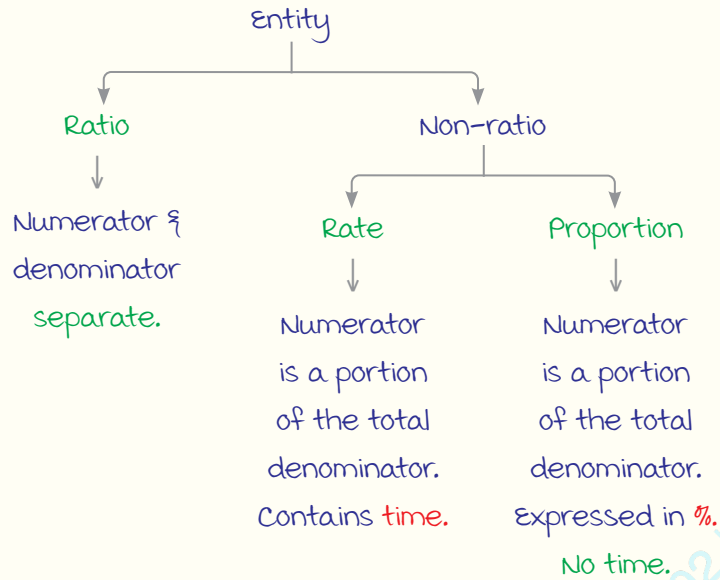 Entity
Ratio
Non-ratio
Numerator &
denominator
separate.
Rate
Proportion
Numerator
is a portion
of the total
denominator.
Contains time.
Numerator
is a portion
of the total
denominator.
Expressed in %.
No time.